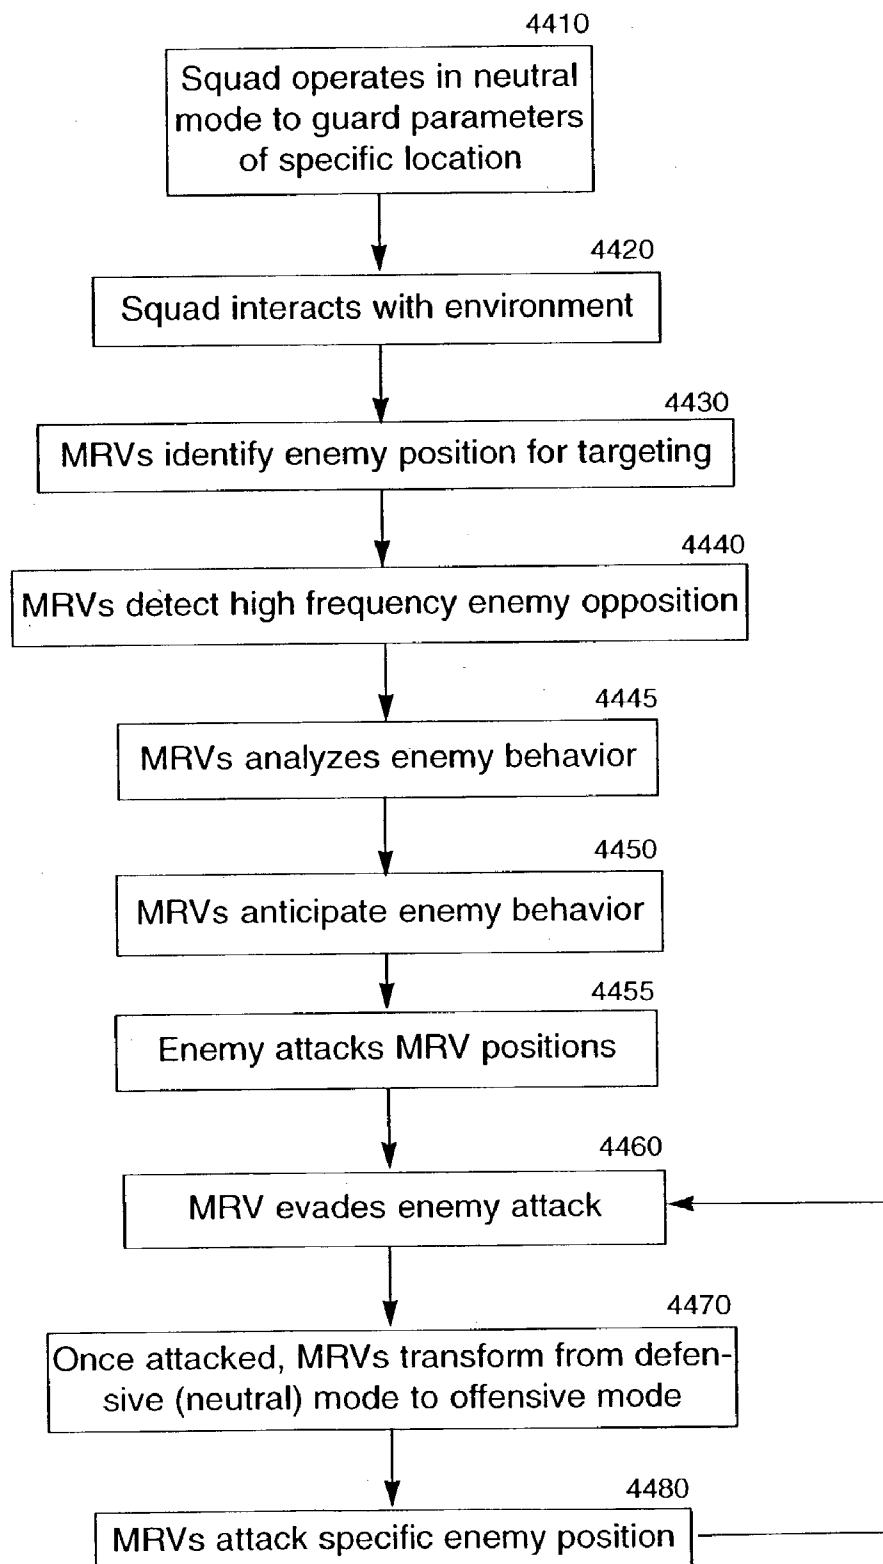 4410
Squad operates in neutral
mode to guard parameters
of specific location
4420
Squad interacts with environment
4430
MRVs identify enemy position for targeting
4440
MRVs detect high frequency enemy opposition
4445
MRVs analyzes enemy behavior
4450
MRVs anticipate enemy behavior
4455
Enemy attacks MRV positions
4460
MRV evades enemy attack
4470
Once attacked, MRVs transform from defen-
sive (neutral) mode to offensive mode
4480
MRVs attack specific enemy position